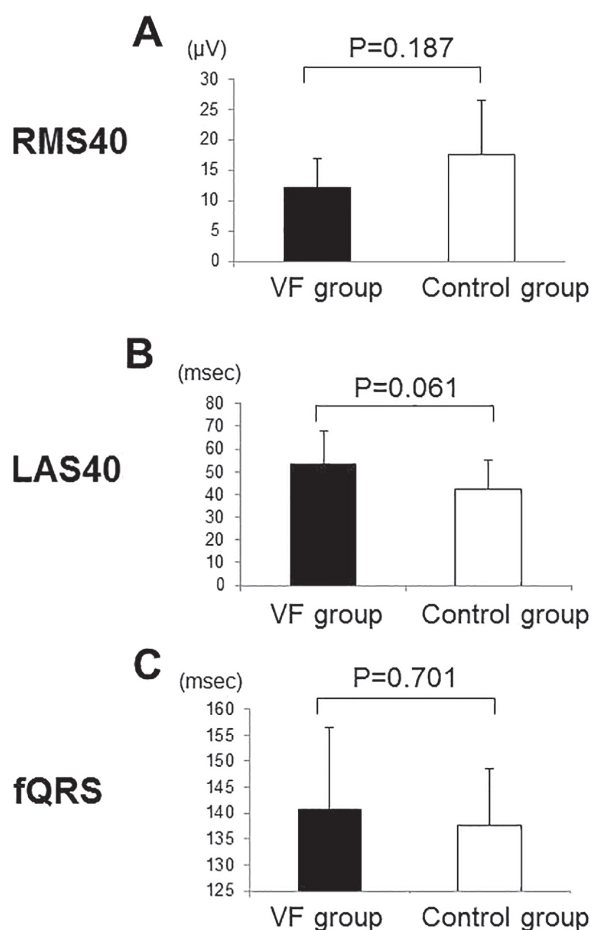 A
(µV)
P=0.187
RMS40
30
25
20
15
10
5
0
VF group
Control group
B
(msec)
P=0.061
LAS40
80
70
60
50
40
30
20
10
0
VF group
Control group
C
(msec)
P=0.701
fQRS
160
155
150
145
140
135
130
125
VF group
Control group